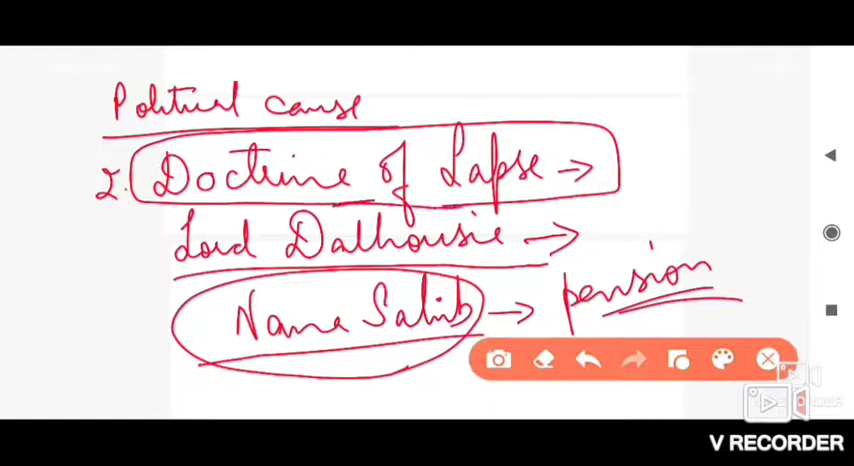 Political cause
2. Doctrine of Lapse →
Lord Dalhousie →
Nana Sahib → pension
V RECORDER